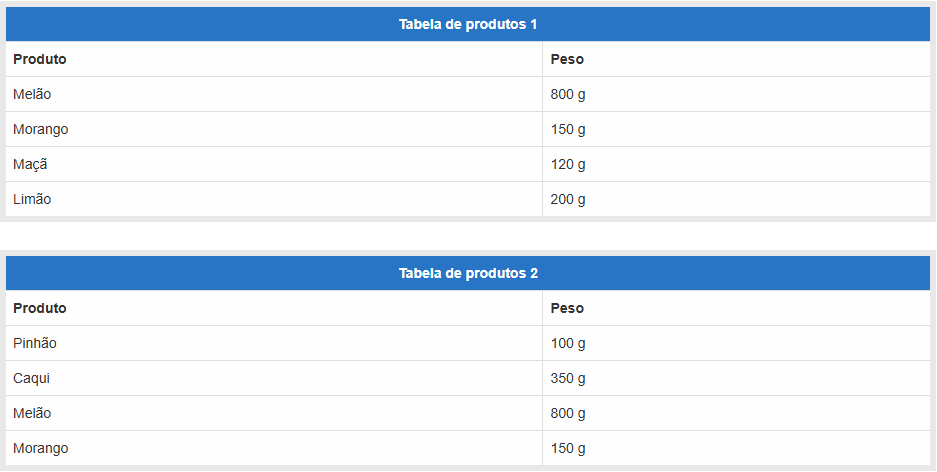 Tabela de produtos 1
Produto Peso
Melão 800 g
Morango 150 g
Maçã 120 g
Limão 200 g
Tabela de produtos 2
Produto Peso
Pinhão 100 g
Caqui 350 g
Melão 800 g
Morango 150 g